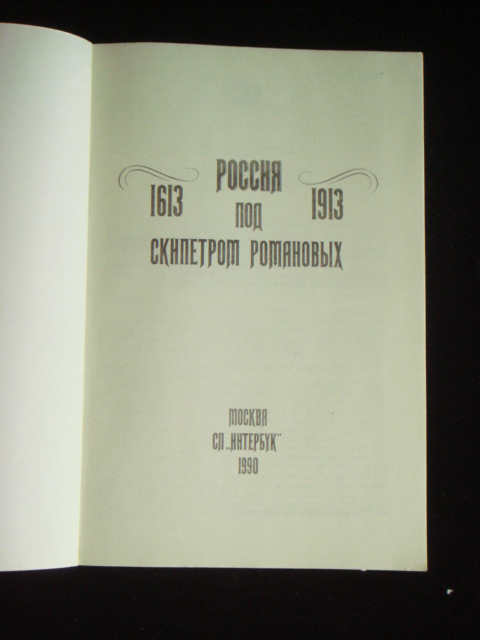 РОССИЯ
1613 ПОД 1913
СКИПЕТРОМ РОМАНОВЫХ
МОСКВА
СП „ИНТЕРБУК"
1990